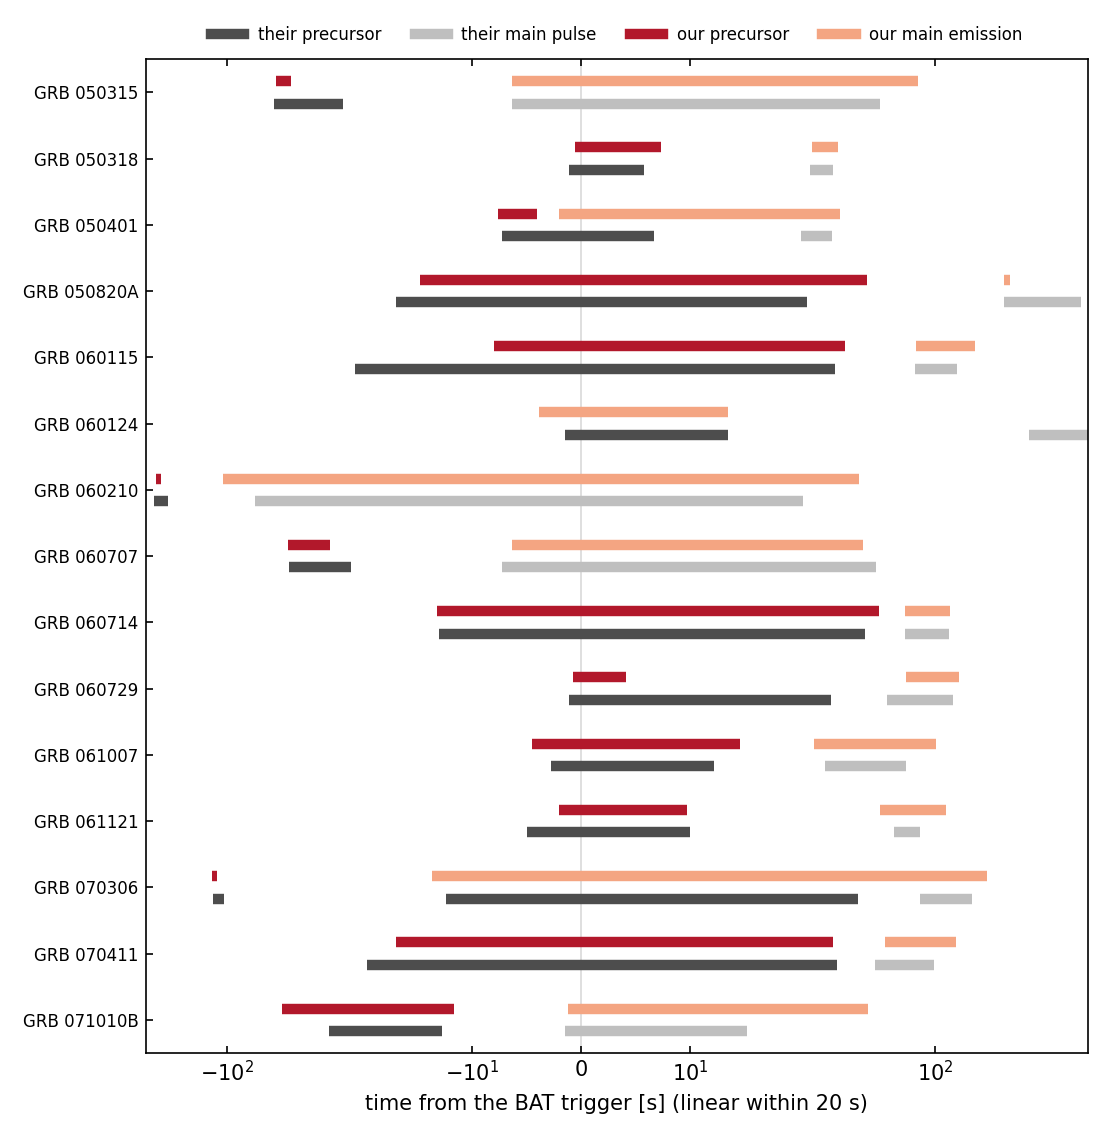 their precursor their main pulse our precursor our main emission
GRB 050315
GRB 050318
GRB 050401
GRB 050820A
GRB 060115
GRB 060124
GRB 060210
GRB 060707
GRB 060714
GRB 060729
GRB 061007
GRB 061121
GRB 070306
GRB 070411
GRB 071010B
−10² −10¹ 0 10¹ 10²
time from the BAT trigger [s] (linear within 20 s)